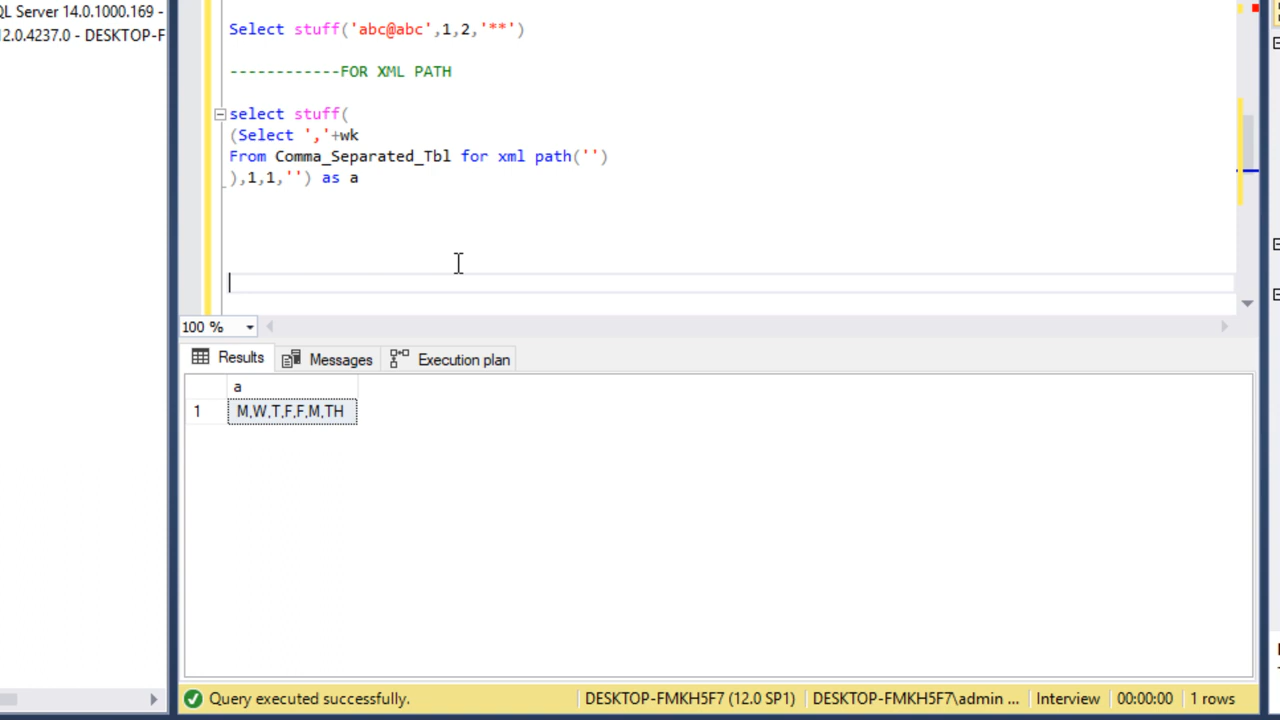 QL Server 14.0.1000.169 -
12.0.4237.0 - DESKTOP-F
Select stuff('abc@abc',1,2,'**')
------------FOR XML PATH
select stuff(
(Select ','+wk
From Comma_Separated_Tbl for xml path('')
),1,1,'') as a
100 %
Results Messages Execution plan
a
1 M,W,T,F,F,M,TH
Query executed successfully. DESKTOP-FMKH5F7 (12.0 SP1) DESKTOP-FMKH5F7\admin ... Interview 00:00:00 1 rows